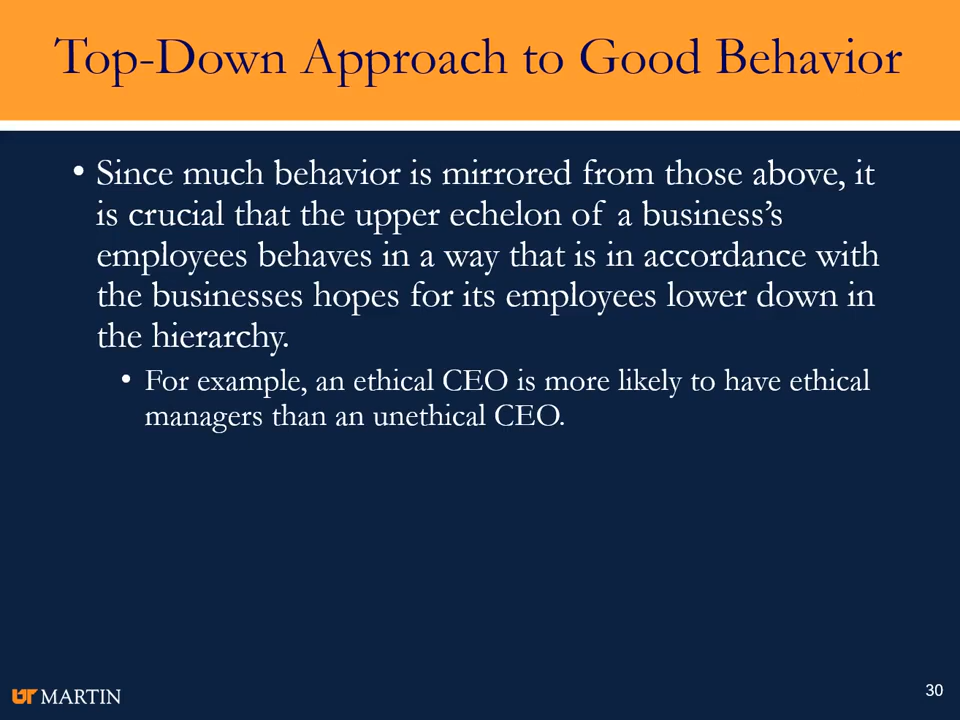 Top-Down Approach to Good Behavior
• Since much behavior is mirrored from those above, it
is crucial that the upper echelon of a business’s
employees behaves in a way that is in accordance with
the businesses hopes for its employees lower down in
the hierarchy.
• For example, an ethical CEO is more likely to have ethical
managers than an unethical CEO.
UT MARTIN
30